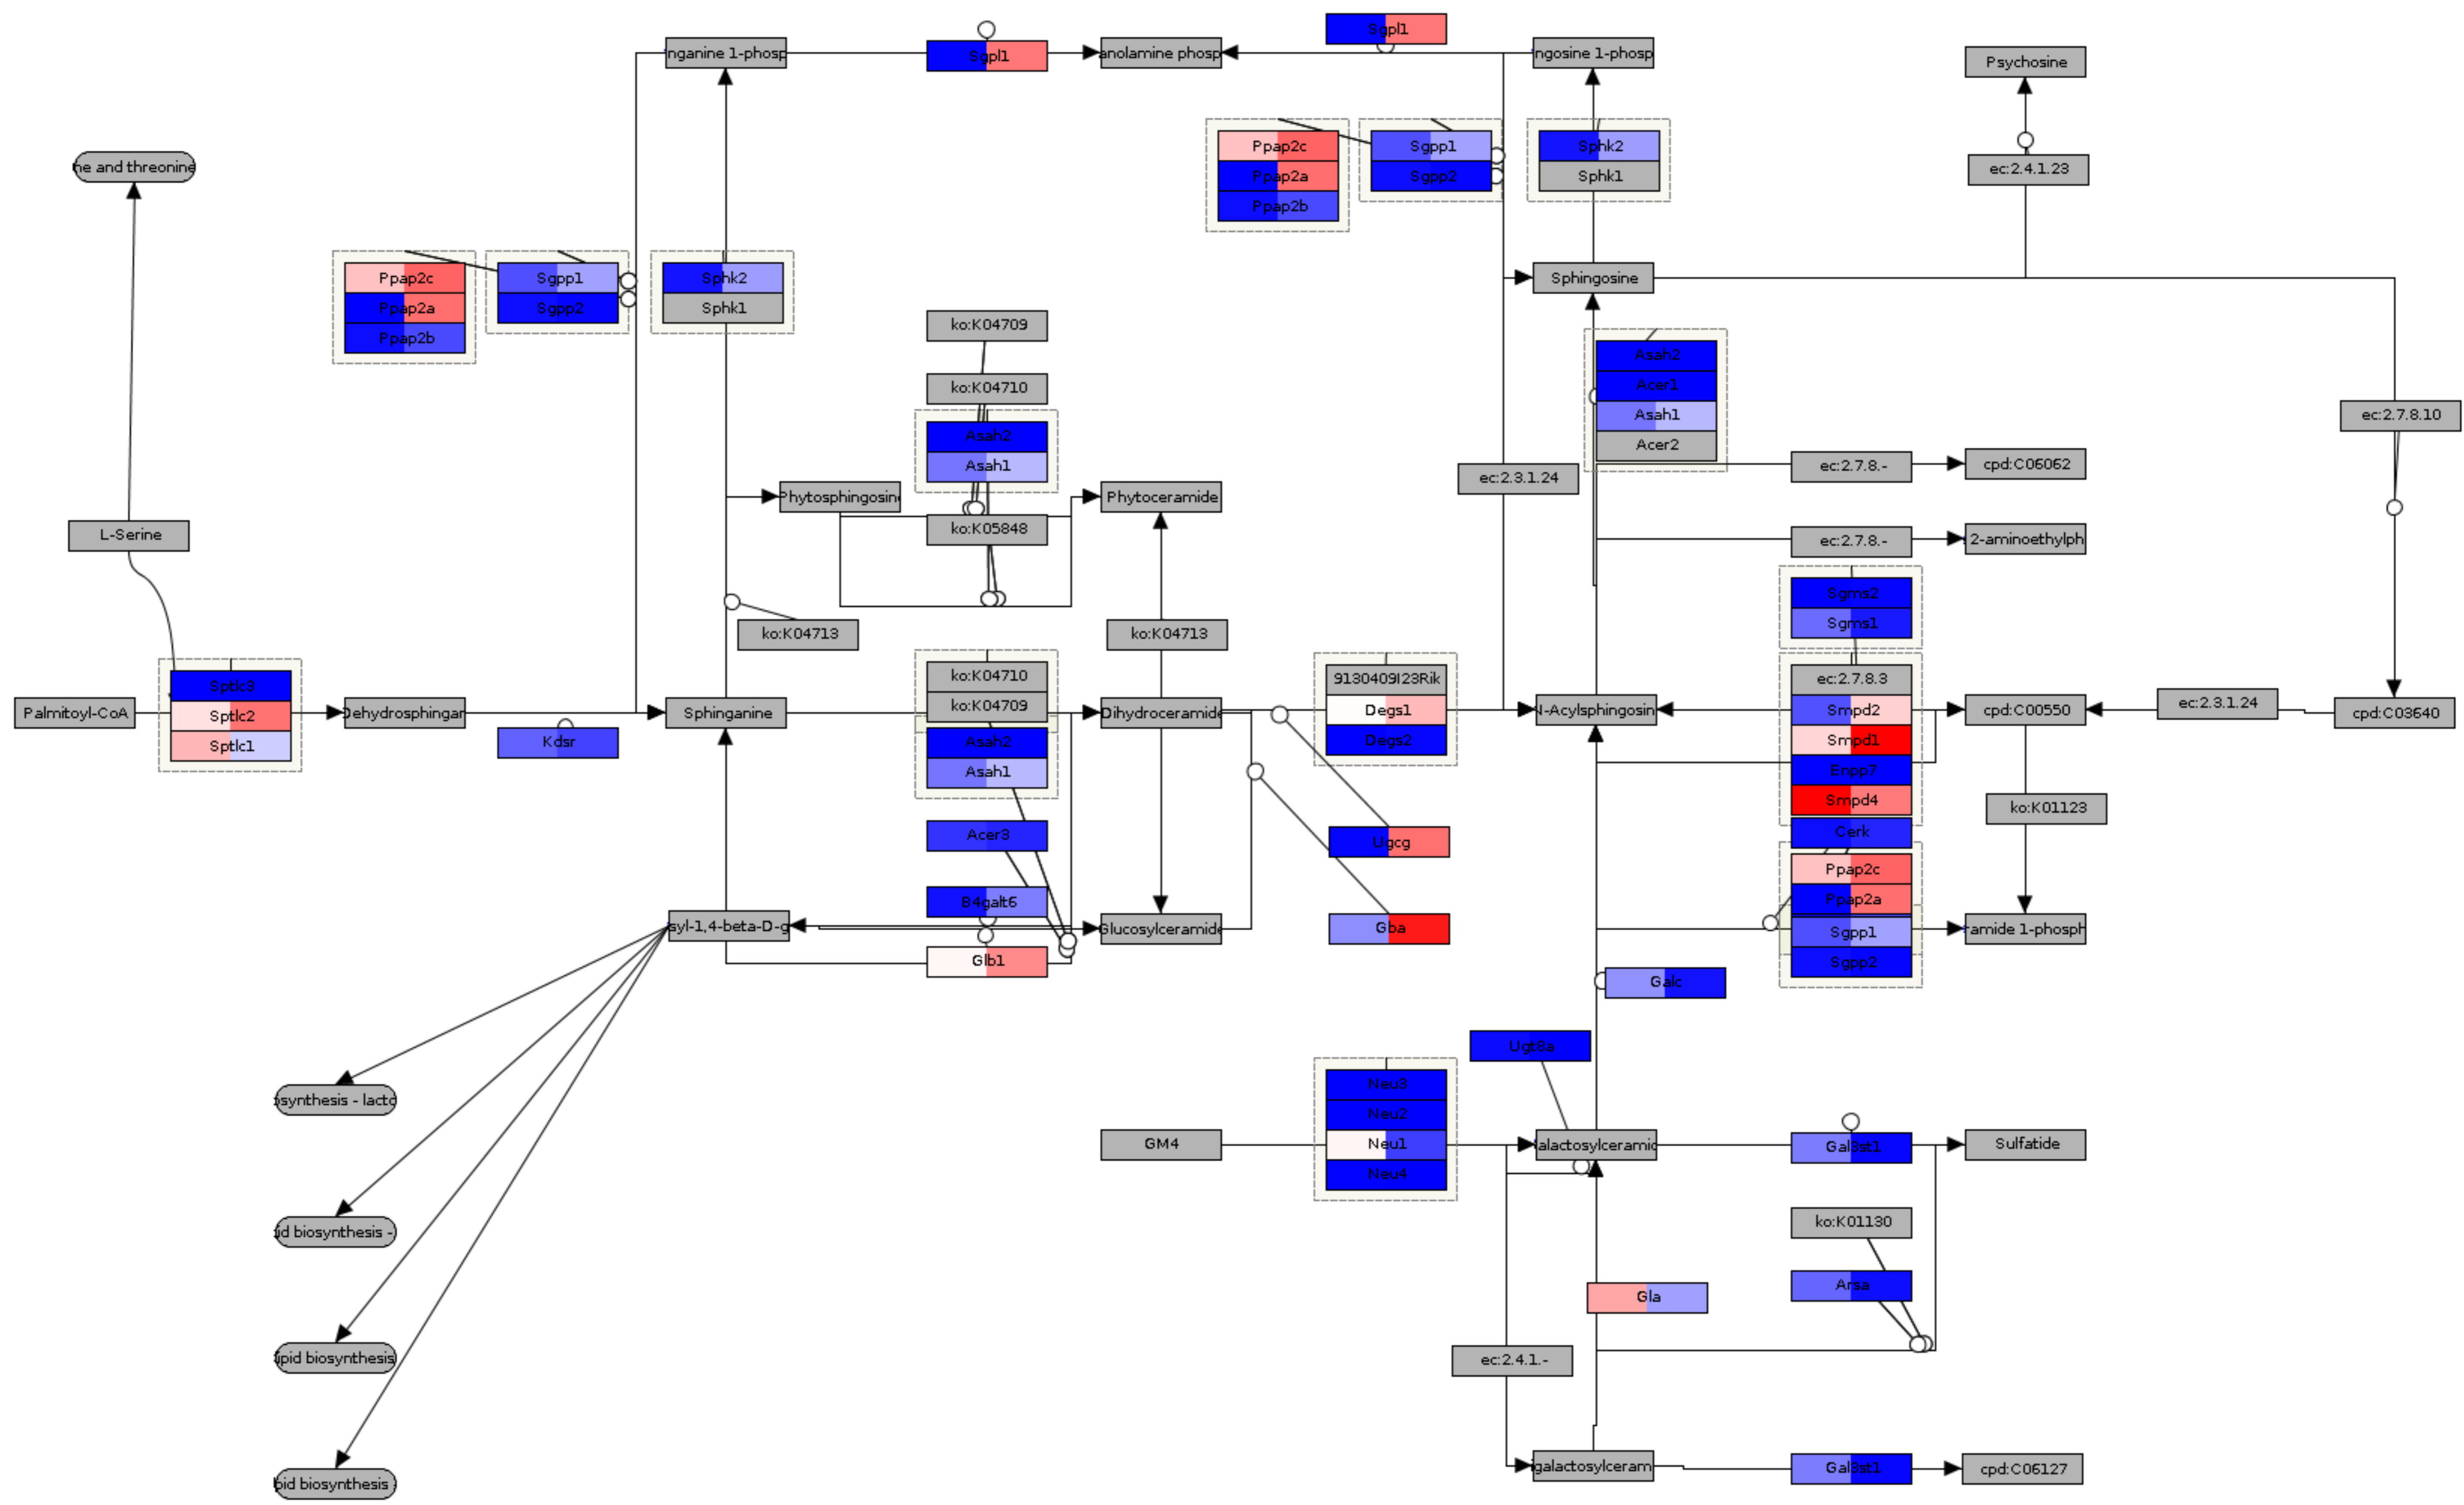 nganine 1-phosp
Sgpl1
anolamine phosp
Sgpl1
ngosine 1-phosp
Psychosine
ne and threonine
Ppap2c
Ppap2a
Ppap2b
Sgpp1
Sgpp2
Sphk2
Sphk1
ec:2.4.1.23
Ppap2c
Ppap2a
Ppap2b
Sgpp1
Sgpp2
Sphk2
Sphk1
Sphingosine
ko:K04709
ko:K04710
Asah2
Asah1
ko:K05848
Asah2
Acer1
Asah1
Acer2
ec:2.7.8.10
ec:2.3.1.24
ec:2.7.8.-
cpd:C06062
Phytosphingosin
Phytoceramide
L-Serine
ec:2.7.8.-
2-aminoethylph
ko:K04713
ko:K04713
Sgms2
Sgms1
Palmitoyl-CoA
Sptlc3
Sptlc2
Sptlc1
Dehydrosphingan
Kdsr
Sphinganine
ko:K04710
ko:K04709
Asah2
Asah1
Dihydroceramide
9130409I23Rik
Degs1
Degs2
N-Acylsphingosin
ec:2.7.8.3
Smpd2
Smpd1
Enpp7
Smpd4
cpd:C00550
ec:2.3.1.24
cpd:C03640
ko:K01123
Acer3
Ugcg
Cerk
Ppap2c
Ppap2a
Sgpp1
Sgpp2
B4galt6
syl-1,4-beta-D-g
Glucosylceramide
Gba
amide 1-phosph
Glb1
Galc
Ugt8a
osynthesis - lacto
Neu3
Neu2
Neu1
Neu4
GM4
alactosylceramic
Gal3st1
Sulfatide
id biosynthesis -
ko:K01130
Arsa
Gla
ipid biosynthesis
ec:2.4.1.-
pid biosynthesis
igalactosylceram
Gal3st1
cpd:C06127